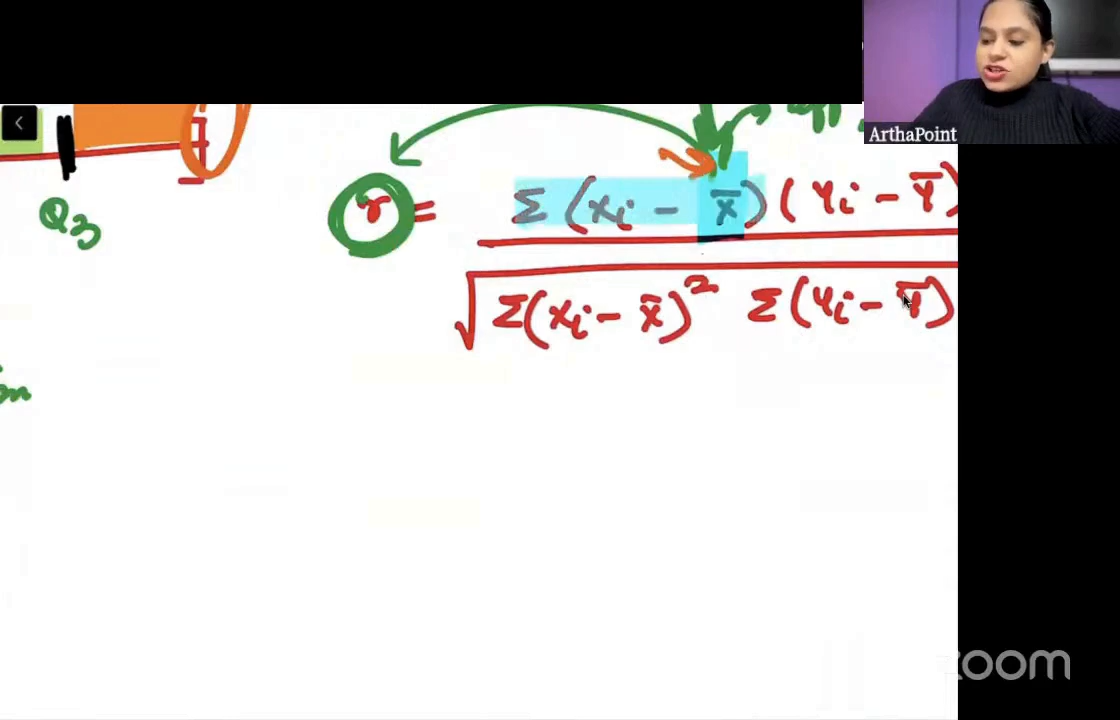 ArthaPoint
Q3
r = Σ (xi − x̄) (Yi − Ȳ)
√ Σ(xi − x̄)² Σ (Yi − Ȳ)
zoom